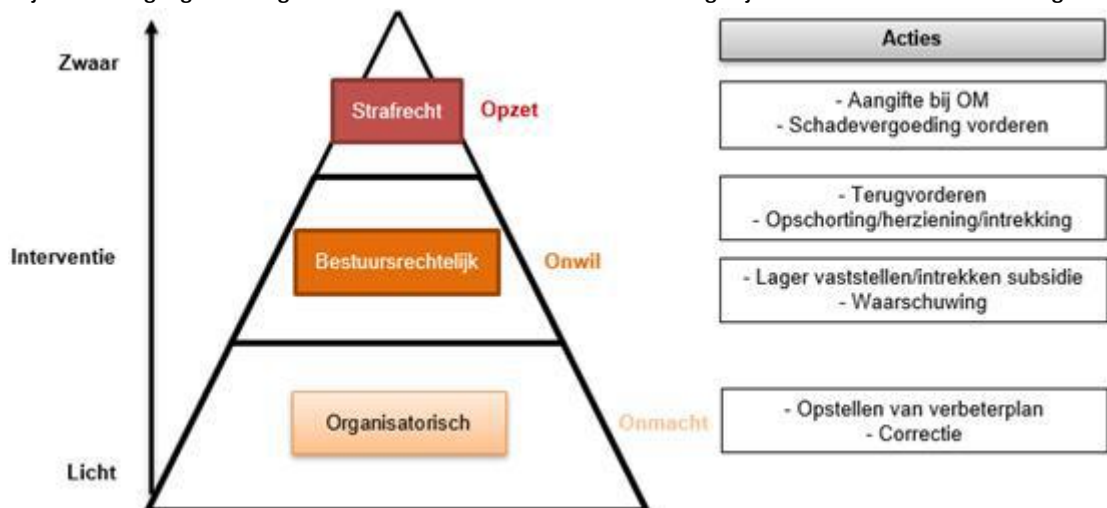 Acties
Zwaar
Strafrecht
Opzet
- Aangifte bij OM
- Schadevergoeding vorderen
- Terugvorderen
- Opschorting/herziening/intrekking
Interventie
Bestuursrechtelijk
Onwil
- Lager vaststellen/intrekken subsidie
- Waarschuwing
Organisatorisch
Onmacht
- Opstellen van verbeterplan
- Correctie
Licht